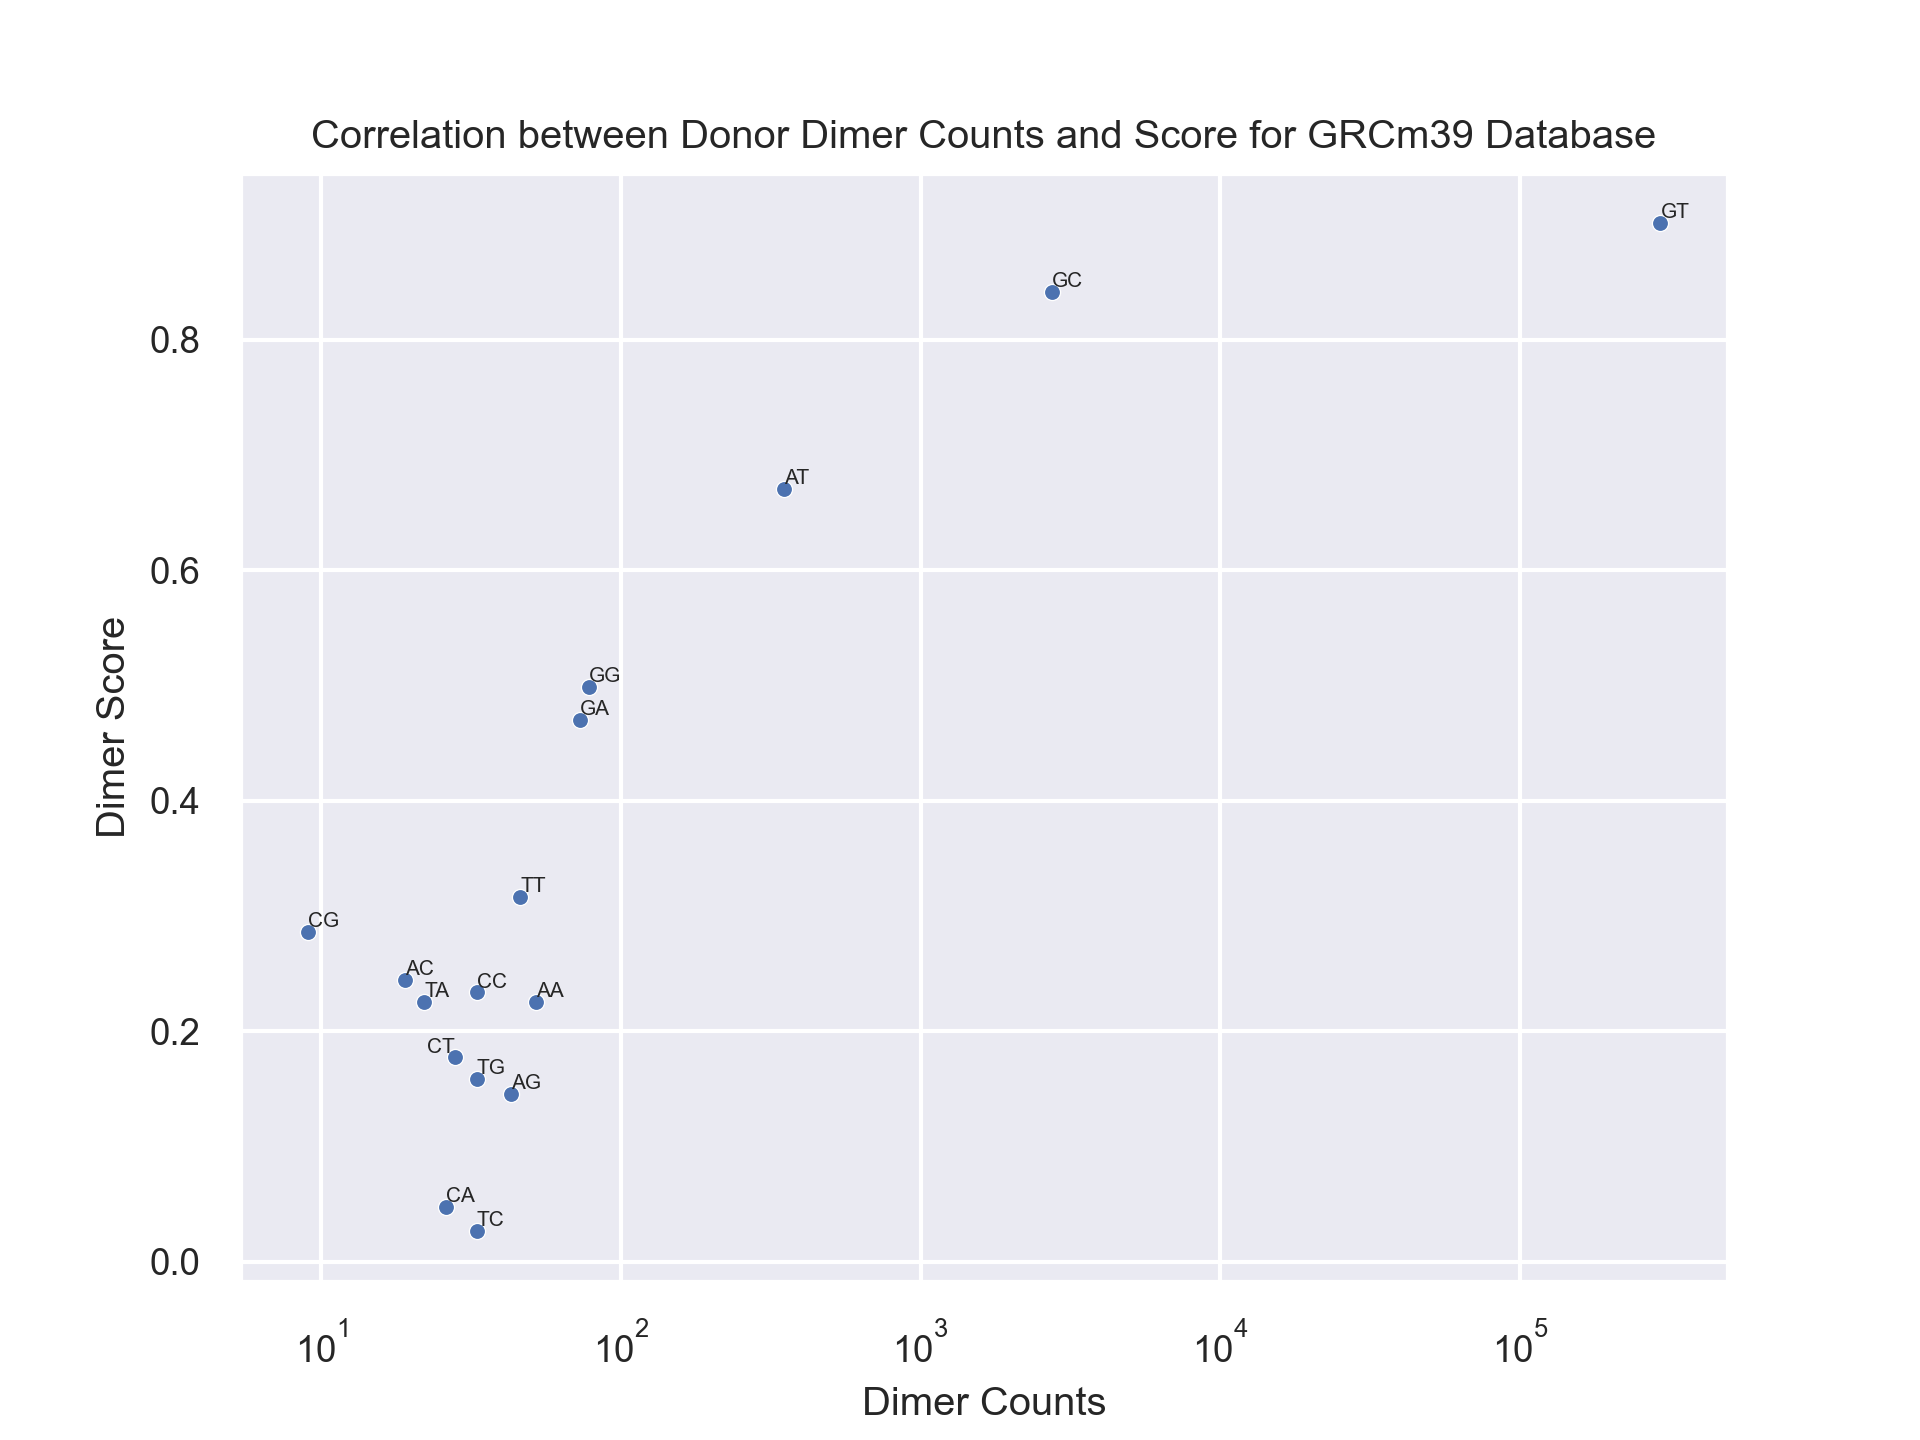 Correlation between Donor Dimer Counts and Score for GRCm39 Database
GT
GC
0.8
AT
0.6
GG
GA
Dimer Score
0.4
TT
CG
AC
CC
TA
AA
0.2
CT
TG
AG
CA
TC
0.0
10^1 10^2 10^3 10^4 10^5
Dimer Counts